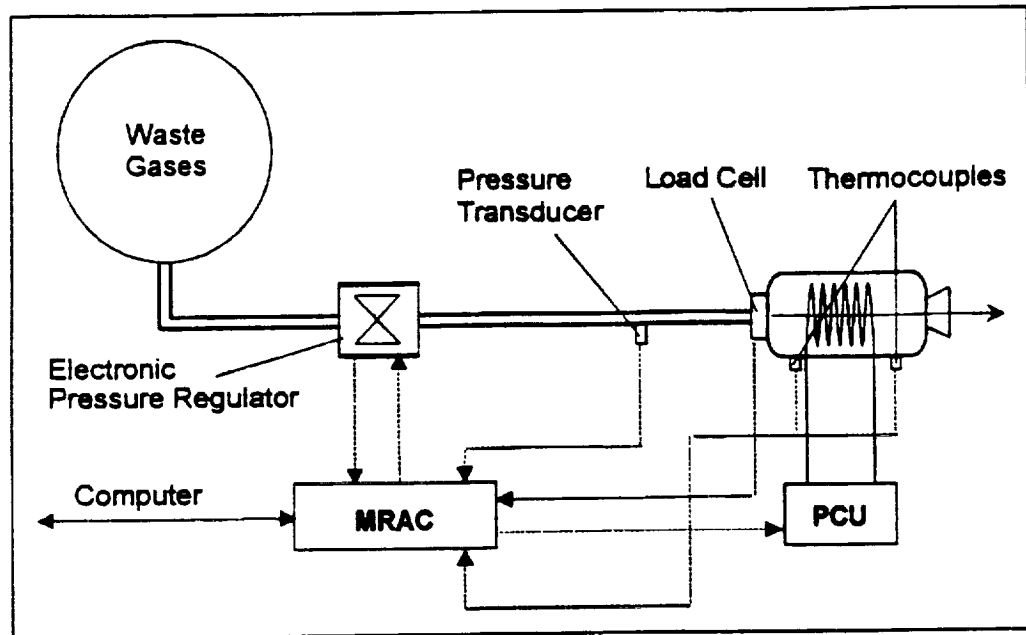 Waste
Gases
Pressure
Transducer
Load Cell
Thermocouples
Electronic
Pressure Regulator
Computer
MRAC
PCU